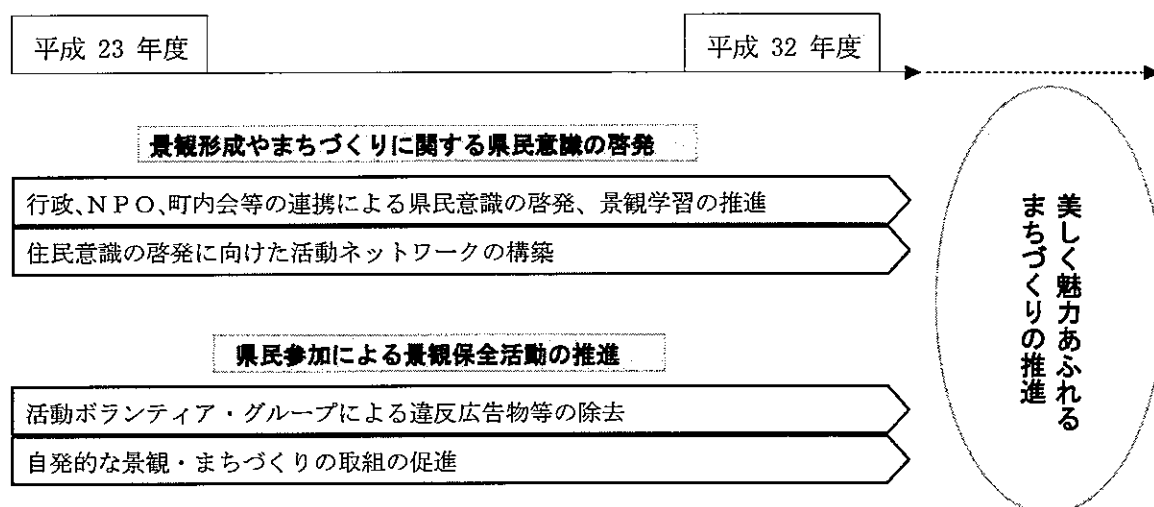 平成 23 年度
平成 32 年度
景観形成やまちづくりに関する県民意識の啓発
行政、NPO、町内会等の連携による県民意識の啓発、景観学習の推進
住民意識の啓発に向けた活動ネットワークの構築
県民参加による景観保全活動の推進
活動ボランティア・グループによる違反広告物等の除去
自発的な景観・まちづくりの取組の促進
美しく魅力あふれる
まちづくりの推進